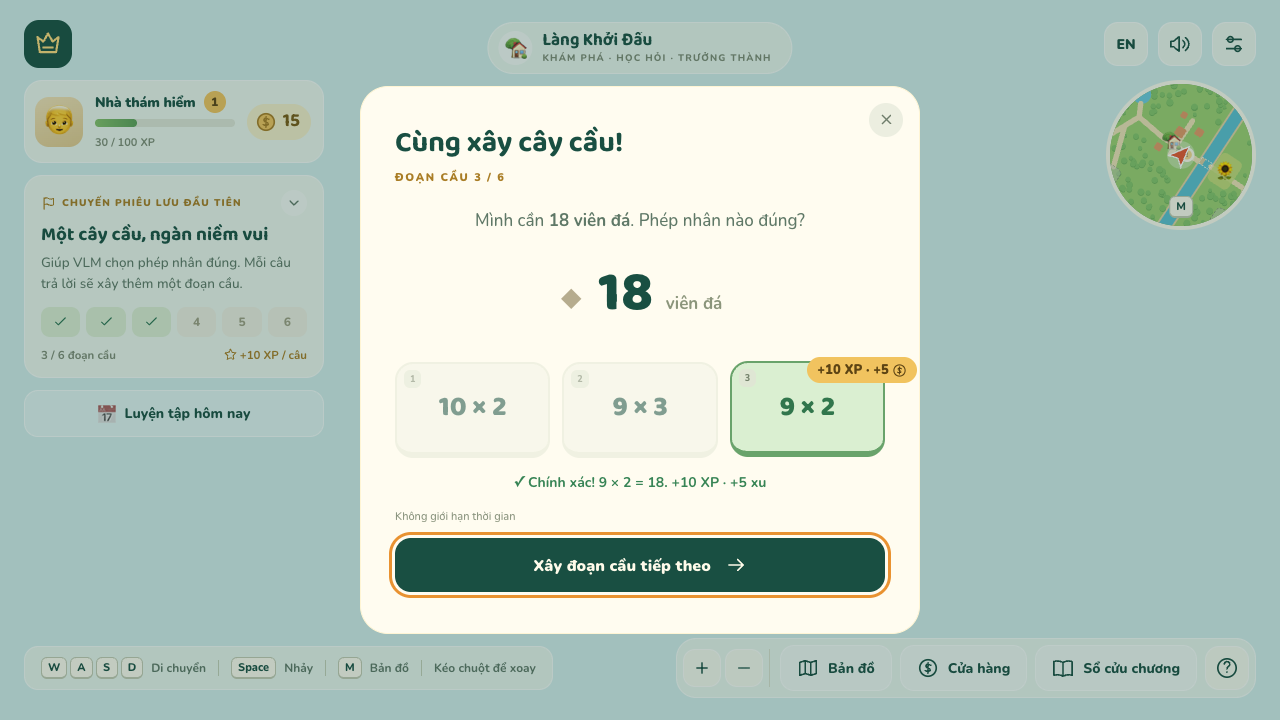 Làng Khởi Đầu
KHÁM PHÁ · HỌC HỎI · TRƯỞNG THÀNH
EN
Nhà thám hiểm 1
30 / 100 XP
15
CHUYẾN PHIÊU LƯU ĐẦU TIÊN
Một cây cầu, ngàn niềm vui
Giúp VLM chọn phép nhân đúng. Mỗi câu
trả lời sẽ xây thêm một đoạn cầu.
4 5 6
3 / 6 đoạn cầu +10 XP / câu
Luyện tập hôm nay
Cùng xây cây cầu!
ĐOẠN CẦU 3 / 6
Mình cần 18 viên đá. Phép nhân nào đúng?
18 viên đá
+10 XP · +5
1 10 × 2
2 9 × 3
3 9 × 2
✓ Chính xác! 9 × 2 = 18. +10 XP · +5 xu
Không giới hạn thời gian
Xây đoạn cầu tiếp theo →
M
W A S D Di chuyển Space Nhảy M Bản đồ Kéo chuột để xoay
+ − Bản đồ Cửa hàng Sổ cửu chương ?